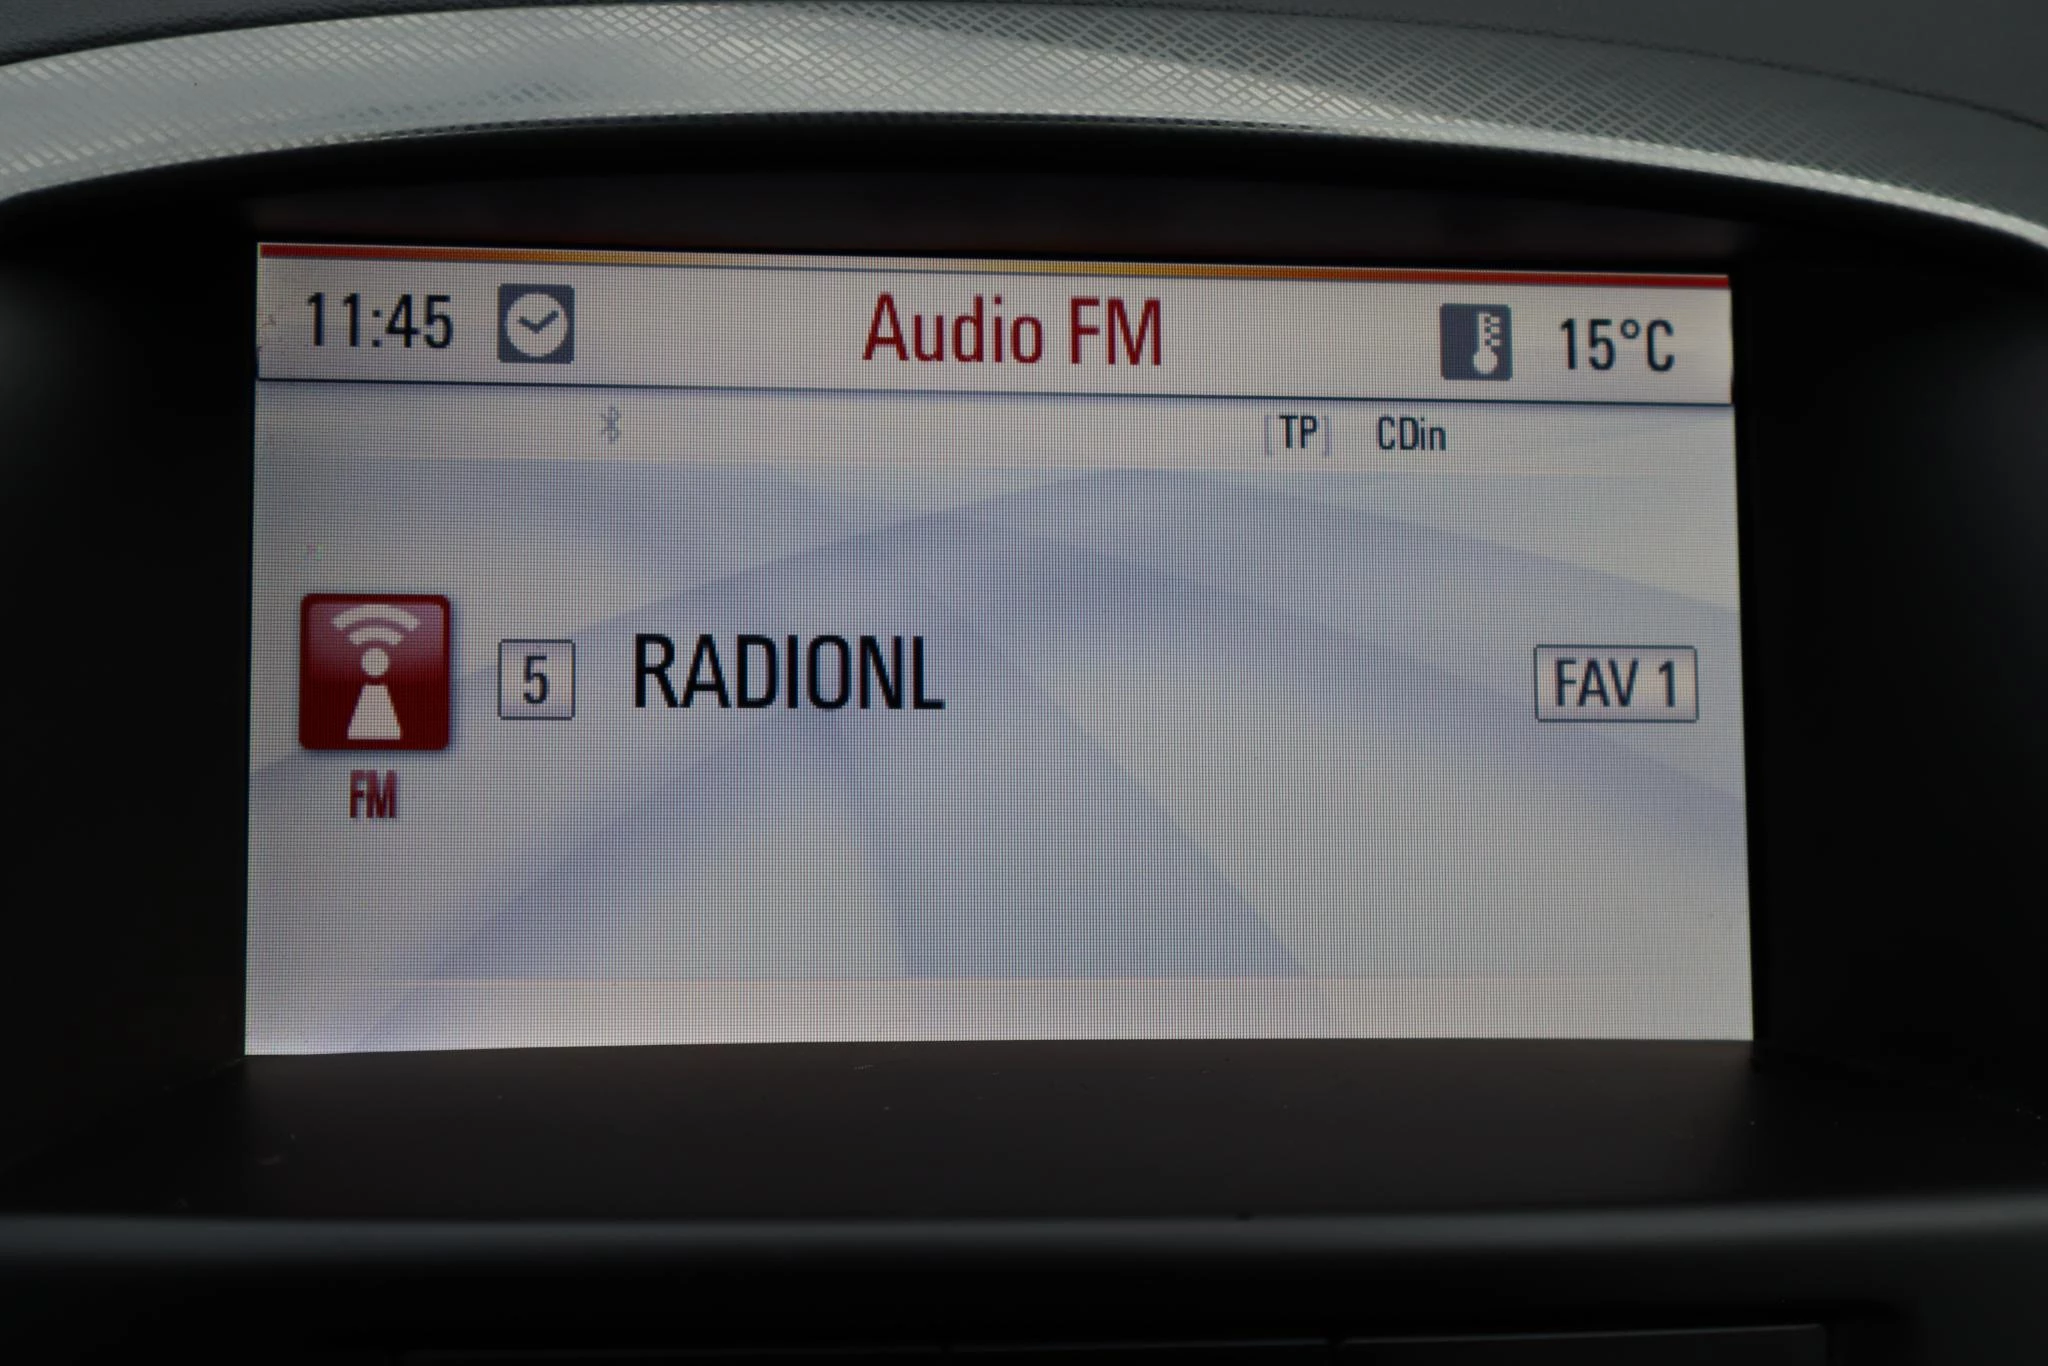 11:45 Audio FM 15°C
[TP] CDin
5 RADIONL FAV 1
FM